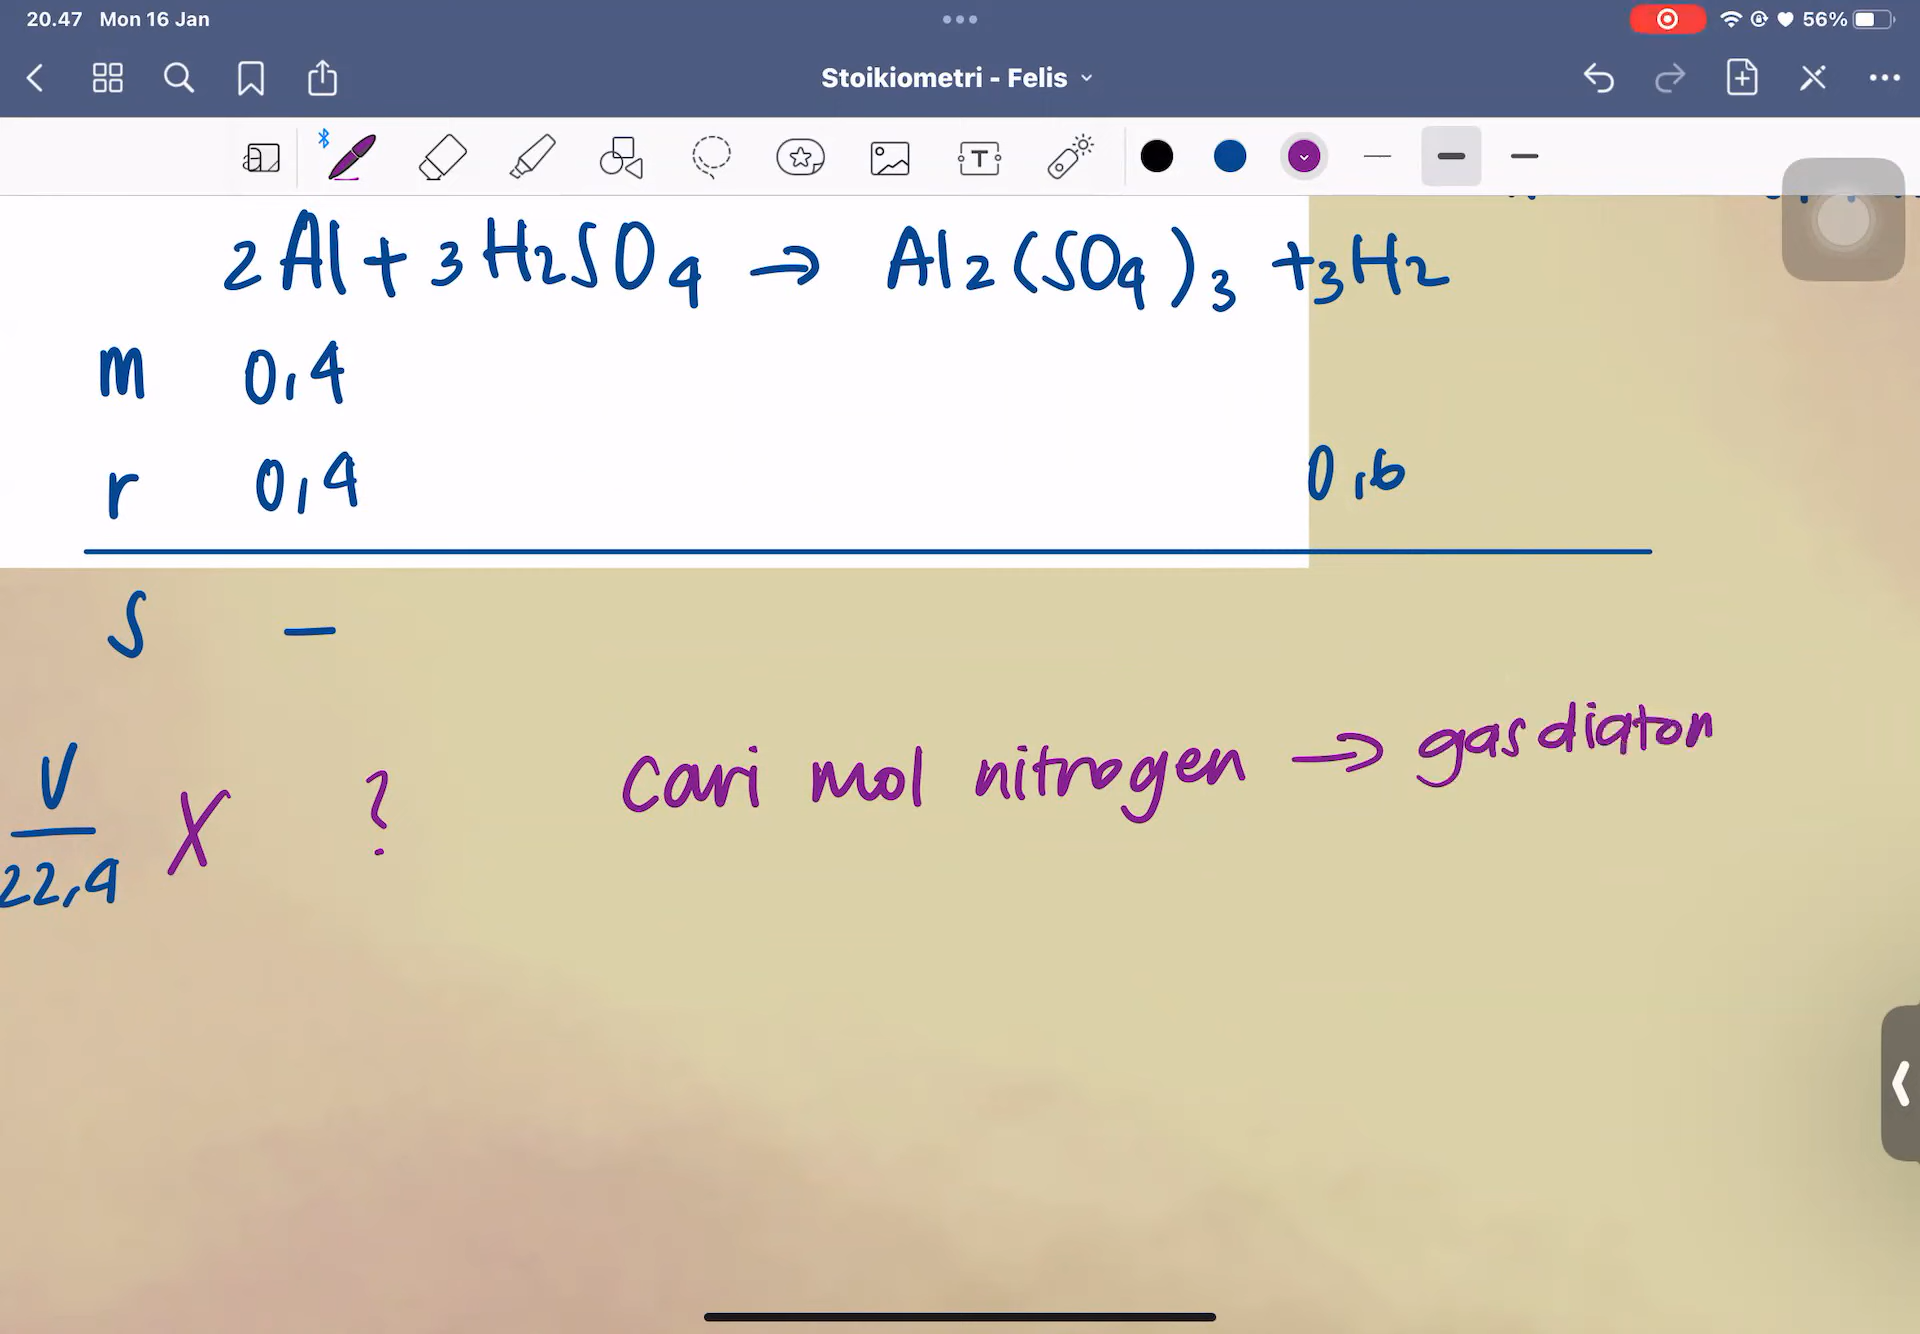 20.47 Mon 16 Jan
56%
Stoikiometri - Felis
2Al + 3H2SO4 → Al2(SO4)3 + 3H2
m 0,4
r 0,4 0,6
S –
cari mol nitrogen → gas diatom
V
22,4 X ?